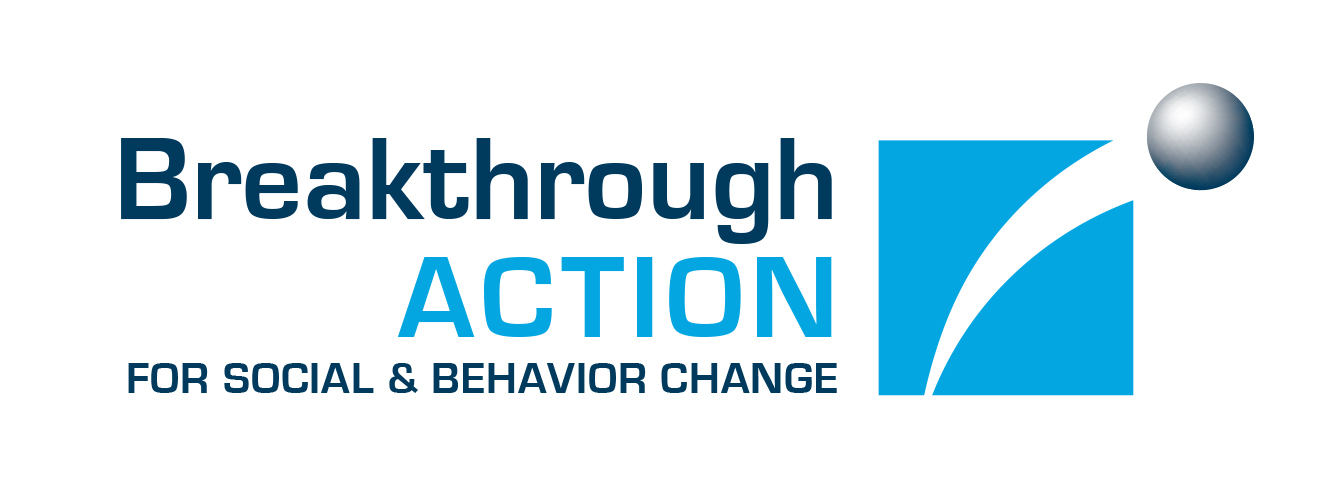 Breakthrough
ACTION
FOR SOCIAL & BEHAVIOR CHANGE